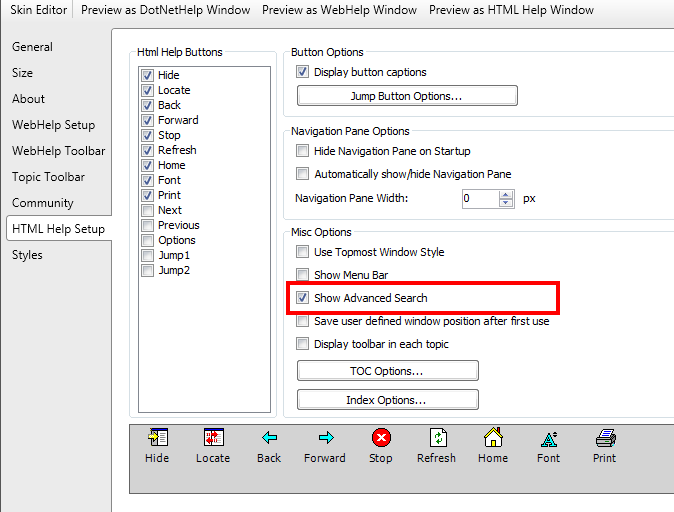 Skin Editor Preview as DotNetHelp Window Preview as WebHelp Window Preview as HTML Help Window
General
Size
About
WebHelp Setup
WebHelp Toolbar
Topic Toolbar
Community
HTML Help Setup
Styles
Html Help Buttons
Hide
Locate
Back
Forward
Stop
Refresh
Home
Font
Print
Next
Previous
Options
Jump1
Jump2
Button Options
Display button captions
Jump Button Options...
Navigation Pane Options
Hide Navigation Pane on Startup
Automatically show/hide Navigation Pane
Navigation Pane Width: 0 px
Misc Options
Use Topmost Window Style
Show Menu Bar
Show Advanced Search
Save user defined window position after first use
Display toolbar in each topic
TOC Options...
Index Options...
Hide Locate Back Forward Stop Refresh Home Font Print